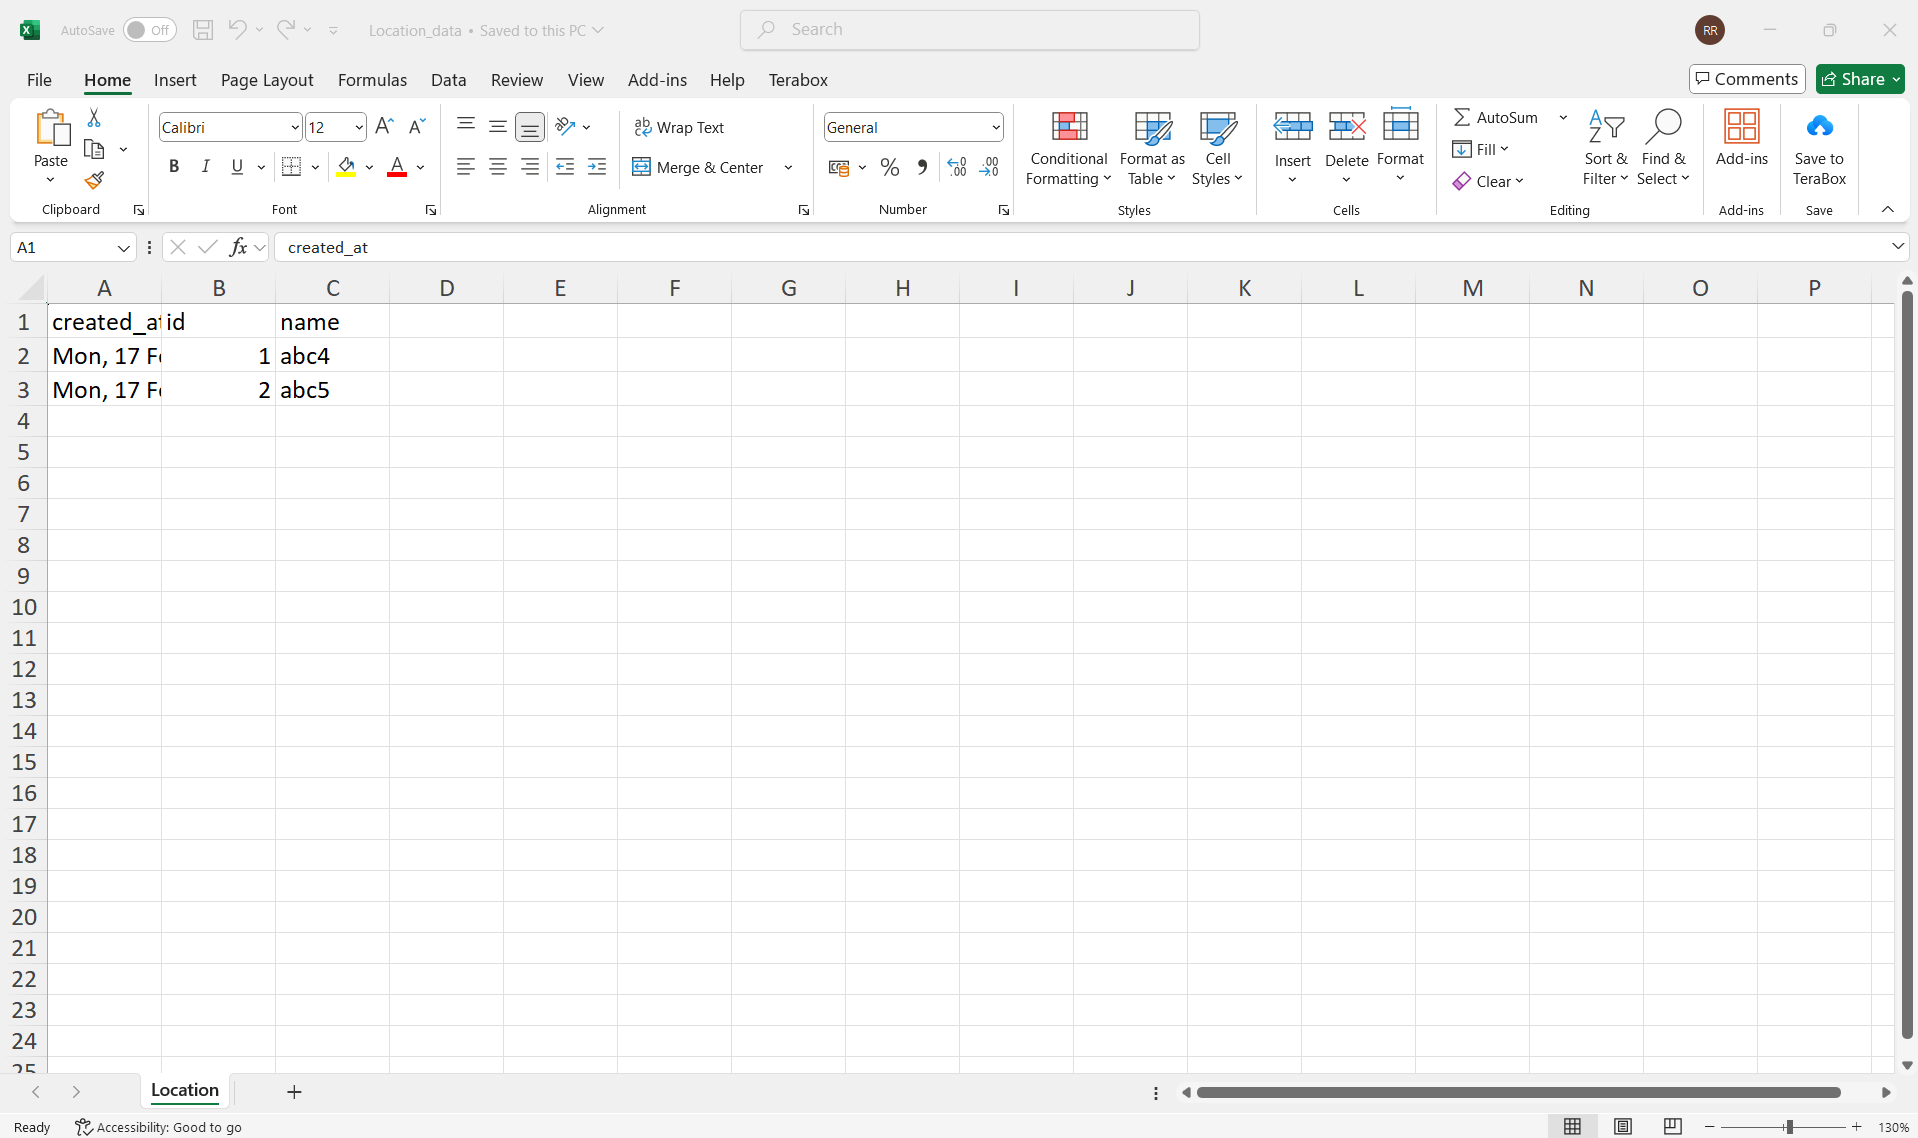 AutoSave Off Location_data • Saved to this PC Search RR
File Home Insert Page Layout Formulas Data Review View Add-ins Help Terabox Comments Share
Calibri 12 Wrap Text General AutoSum
Paste B I U A Merge & Center % Conditional Formatting Format as Table Cell Styles Insert Delete Format Fill Clear Sort & Filter Find & Select Add-ins Save to TeraBox
Clipboard Font Alignment Number Styles Cells Editing Add-ins Save
A1 fx created_at
A B C D E F G H I J K L M N O P
1 created_at id name
2 Mon, 17 Fe 1 abc4
3 Mon, 17 Fe 2 abc5
4
5
6
7
8
9
10
11
12
13
14
15
16
17
18
19
20
21
22
23
24
25
Location
Ready Accessibility: Good to go 130%